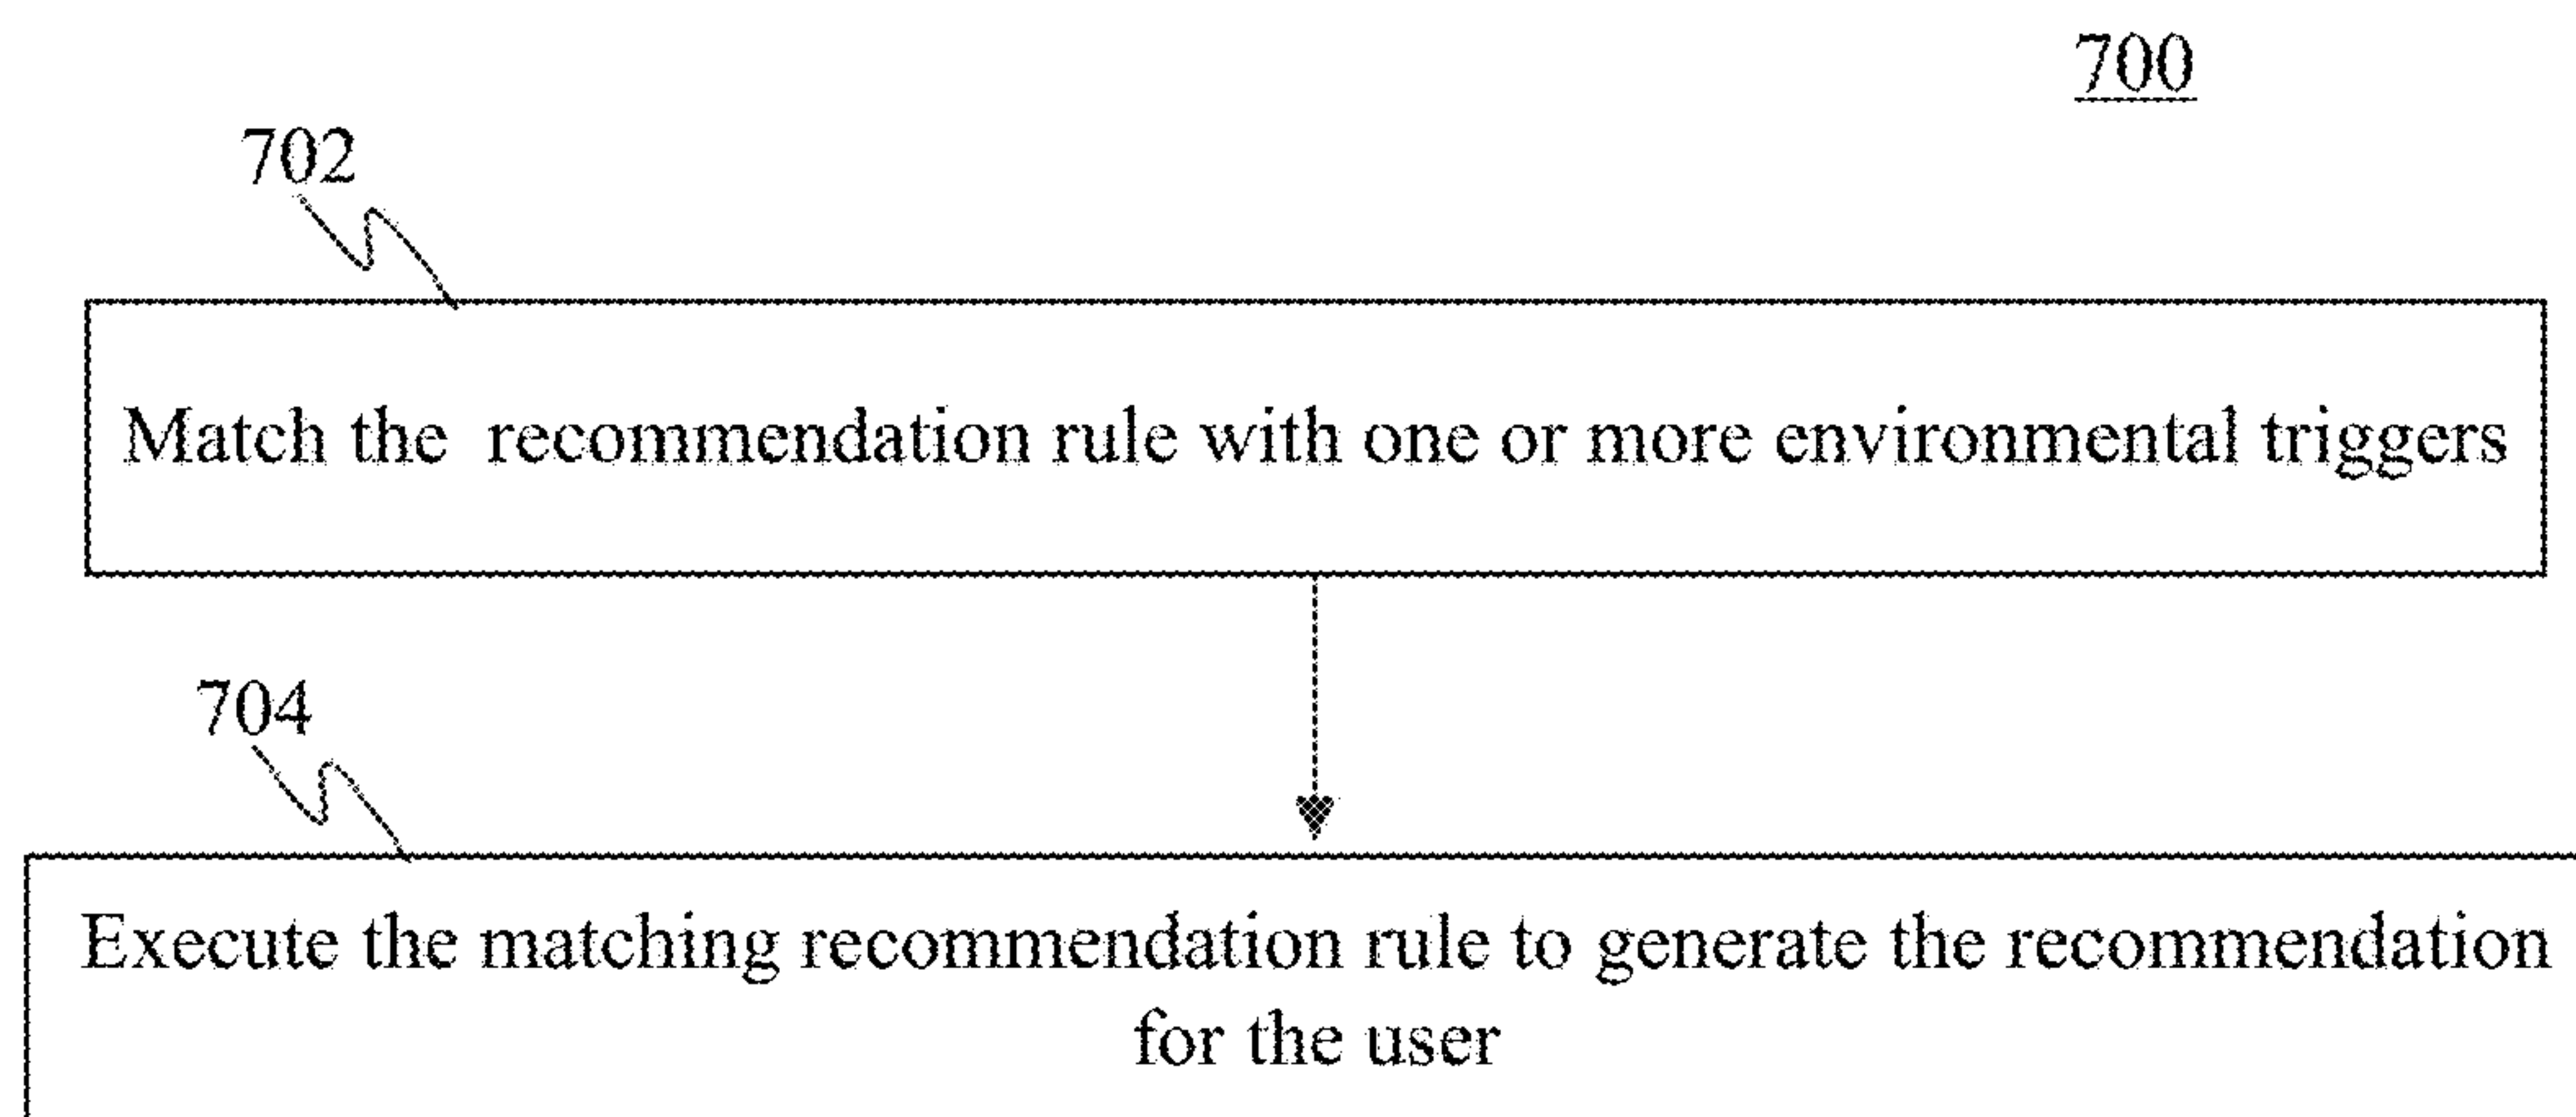 700
702
Match the recommendation rule with one or more environmental triggers
704
Execute the matching recommendation rule to generate the recommendation
for the user